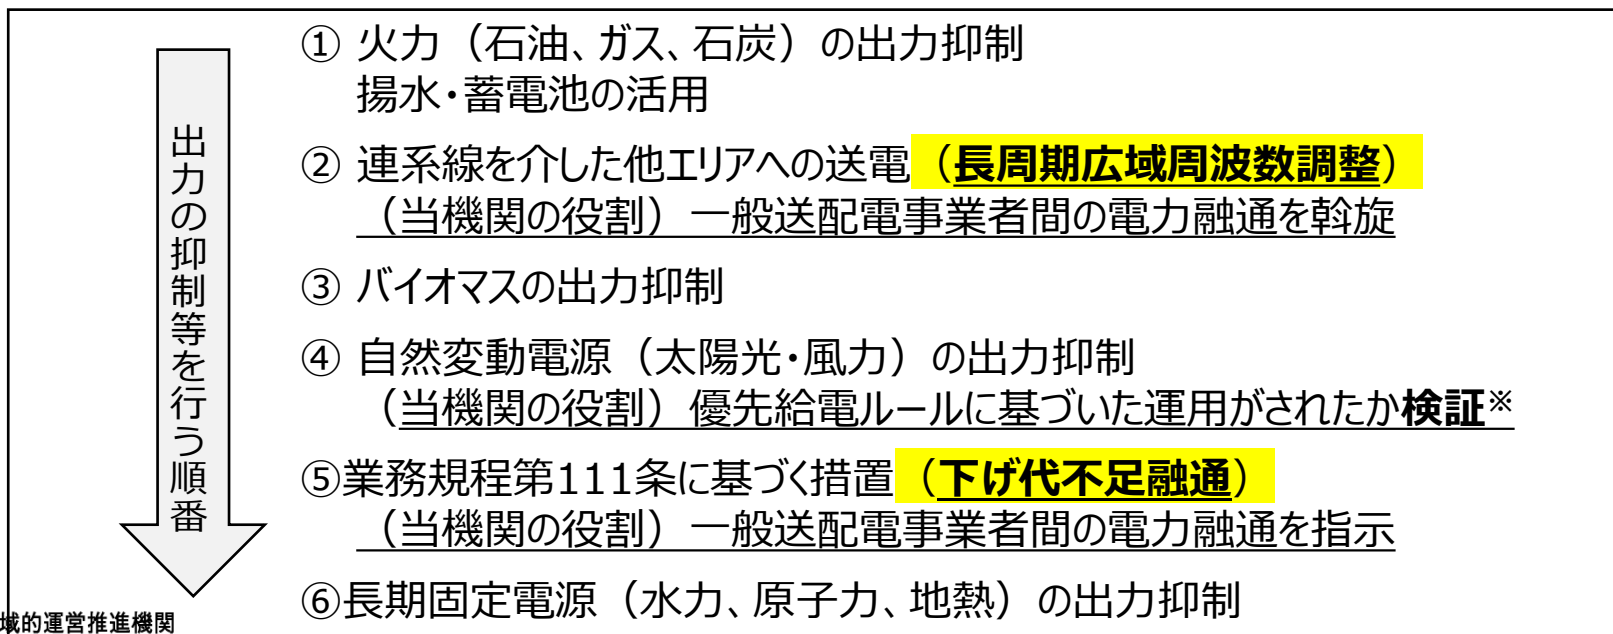 出力の抑制等を行う順番
① 火力（石油、ガス、石炭）の出力抑制
揚水・蓄電池の活用
② 連系線を介した他エリアへの送電（長周期広域周波数調整）
（当機関の役割）一般送配電事業者間の電力融通を斡旋
③ バイオマスの出力抑制
④ 自然変動電源（太陽光・風力）の出力抑制
（当機関の役割）優先給電ルールに基づいた運用がされたか検証※
⑤業務規程第111条に基づく措置（下げ代不足融通）
（当機関の役割）一般送配電事業者間の電力融通を指示
⑥長期固定電源（水力、原子力、地熱）の出力抑制
域的運営推進機関